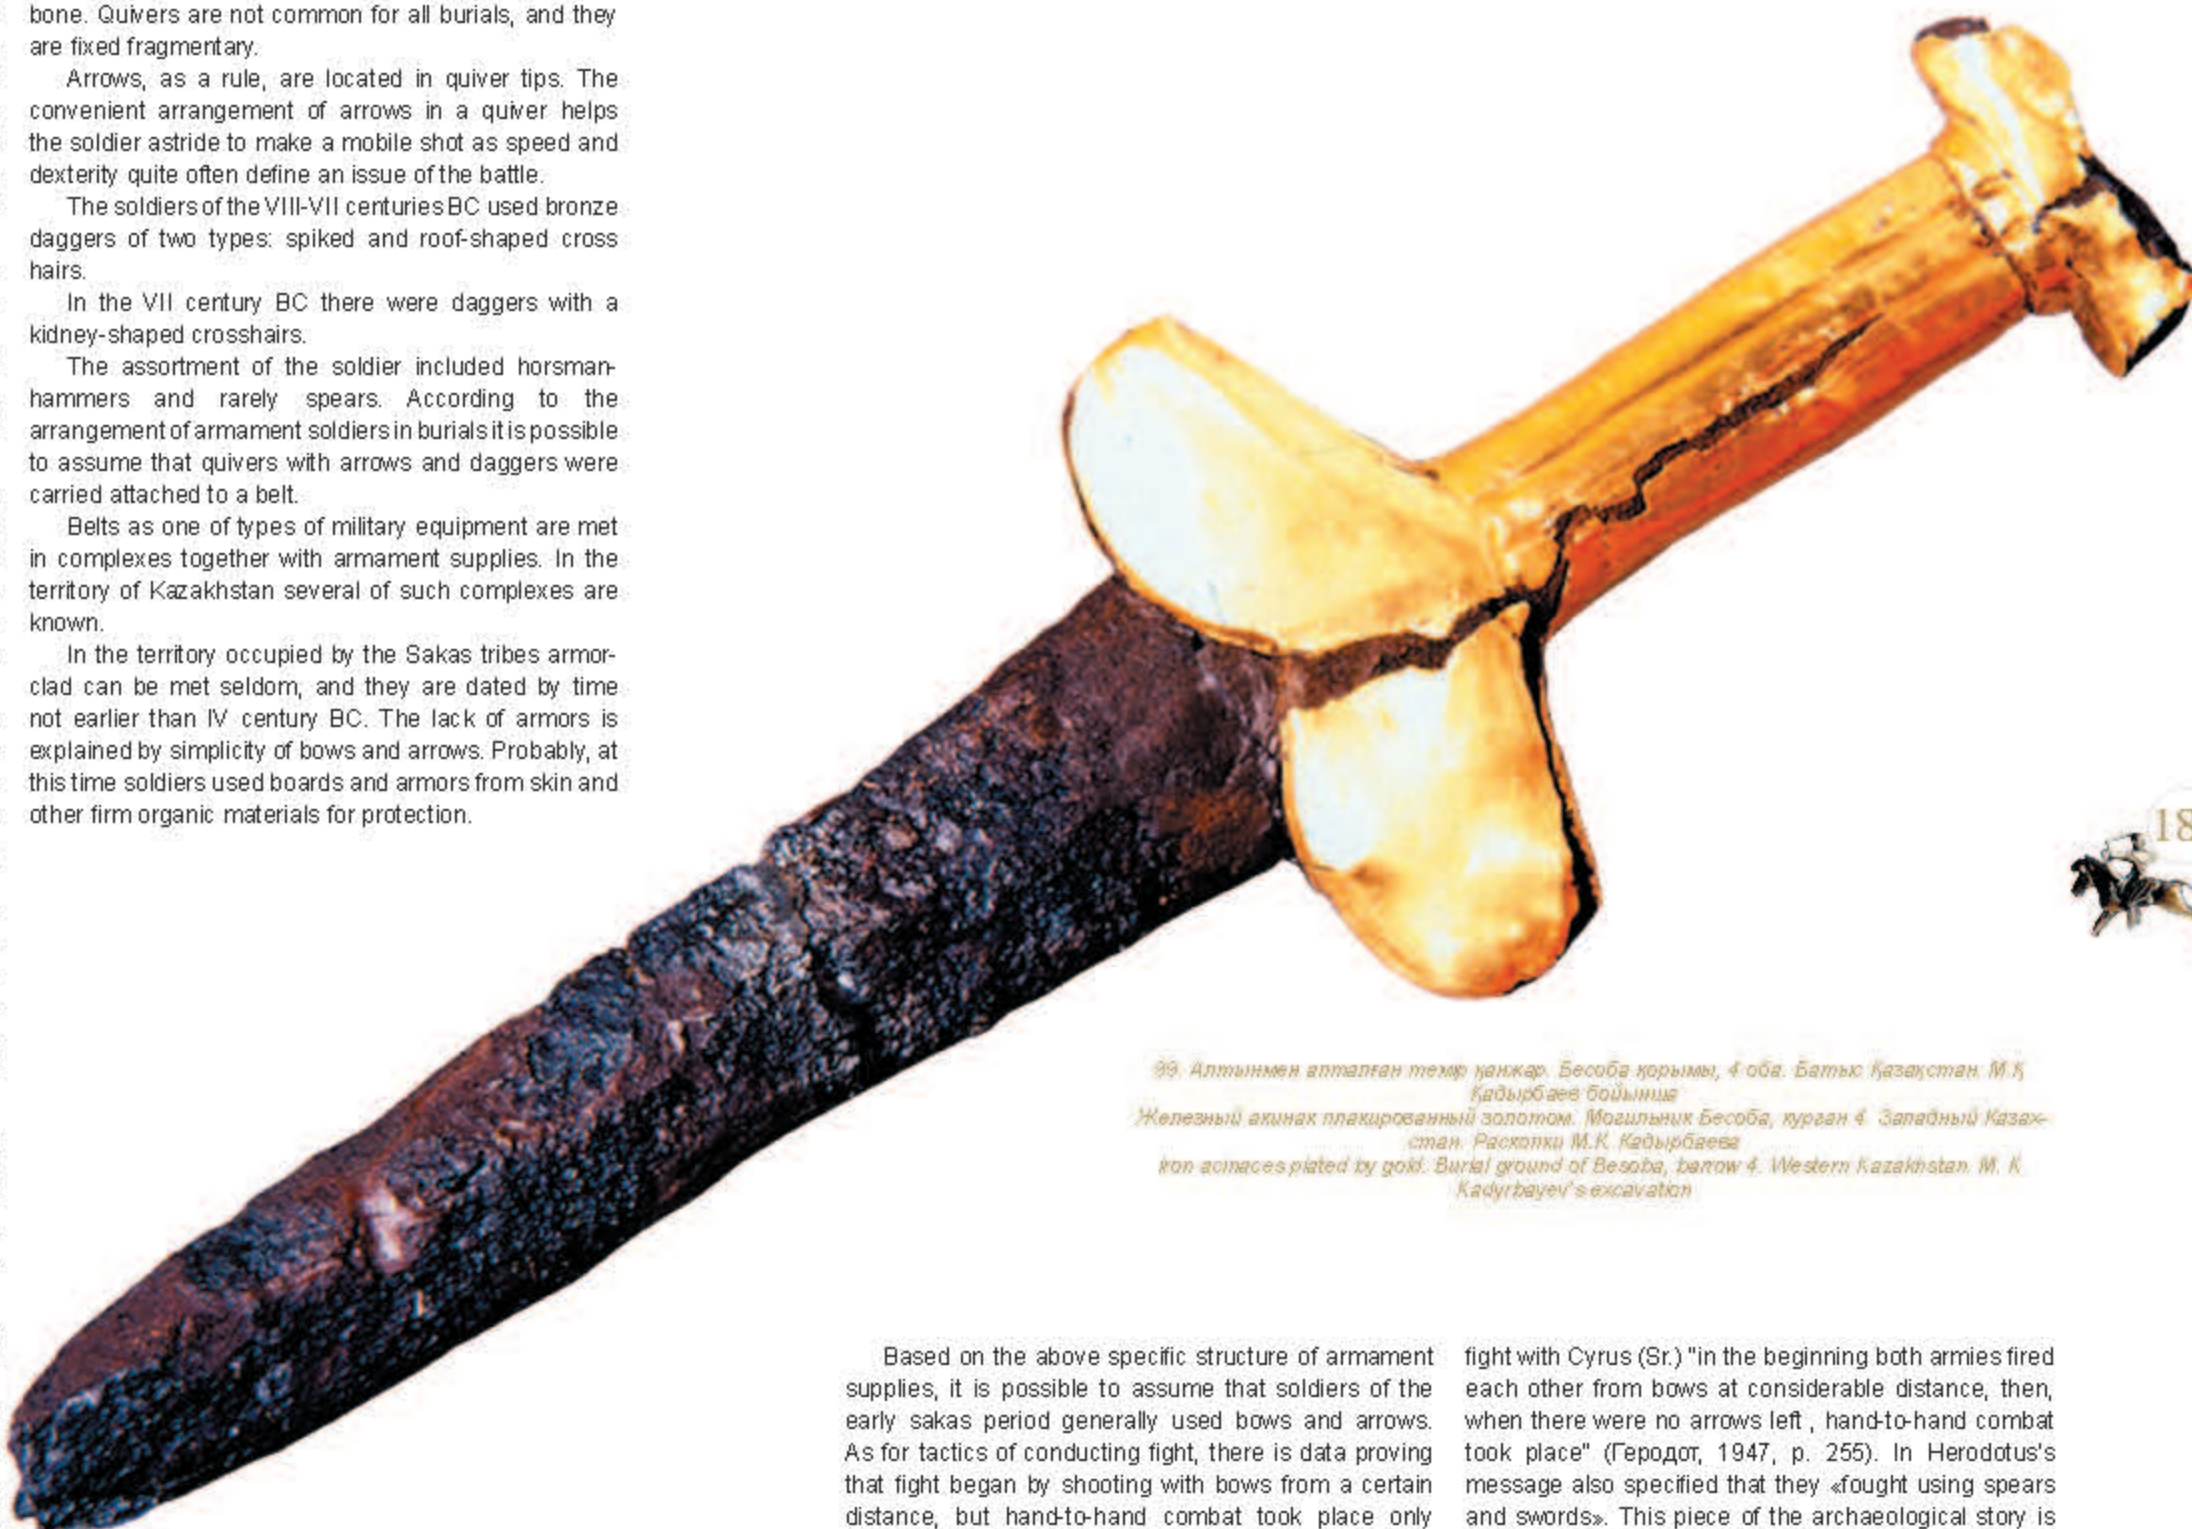 bone. Quivers are not common for all burials, and they
are fixed fragmentary.
Arrows, as a rule, are located in quiver tips. The
convenient arrangement of arrows in a quiver helps
the soldier astride to make a mobile shot as speed and
dexterity quite often define an issue of the battle.
The soldiers of the VIII-VII centuries BC used bronze
daggers of two types: spiked and roof-shaped cross
hairs.
In the VII century BC there were daggers with a
kidney-shaped crosshairs.
The assortment of the soldier included horsman-
hammers and rarely spears. According to the
arrangement of armament soldiers in burials it is possible
to assume that quivers with arrows and daggers were
carried attached to a belt.
Belts as one of types of military equipment are met
in complexes together with armament supplies. In the
territory of Kazakhstan several of such complexes are
known.
In the territory occupied by the Sakas tribes armor-
clad can be met seldom, and they are dated by time
not earlier than IV century BC. The lack of armors is
explained by simplicity of bows and arrows. Probably, at
this time soldiers used boards and armors from skin and
other firm organic materials for protection.
18
99. Алтынмен апталған темір қанжар. Бесоба қорымы, 4 оба. Батыс Қазақстан. М.Қ.
Қадырбаев бойынша
Железный акинак плакированный золотом. Могильник Бесоба, курган 4. Западный Казах-
стан. Раскопки М.К. Кадырбаева
Iron acinaces plated by gold. Burial ground of Besoba, barrow 4. Western Kazakhstan. M. K.
Kadyrbayev's excavation
Based on the above specific structure of armament
supplies, it is possible to assume that soldiers of the
early sakas period generally used bows and arrows.
As for tactics of conducting fight, there is data proving
that fight began by shooting with bows from a certain
distance, but hand-to-hand combat took place only
fight with Cyrus (Sr.) "in the beginning both armies fired
each other from bows at considerable distance, then,
when there were no arrows left , hand-to-hand combat
took place" (Геродот, 1947, p. 255). In Herodotus's
message also specified that they «fought using spears
and swords». This piece of the archaeological story is